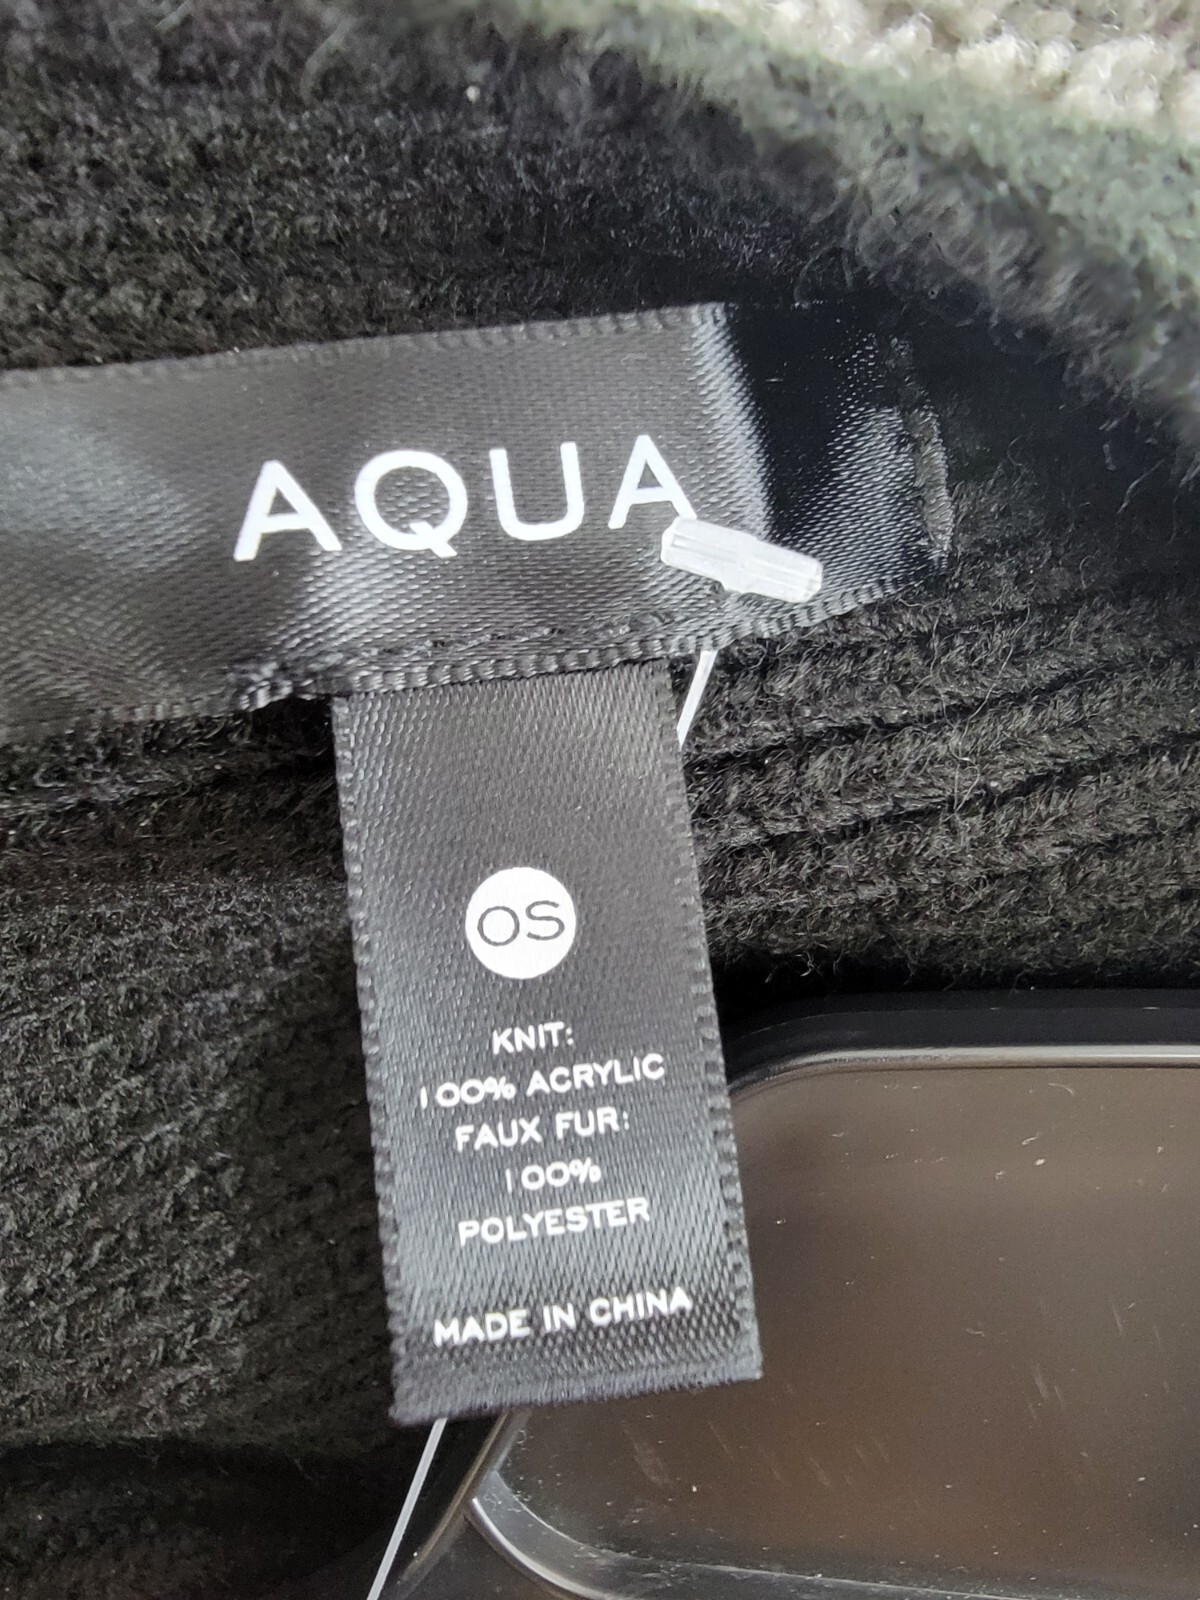 AQUA
OS
KNIT:
100% ACRYLIC
FAUX FUR:
100%
POLYESTER
MADE IN CHINA